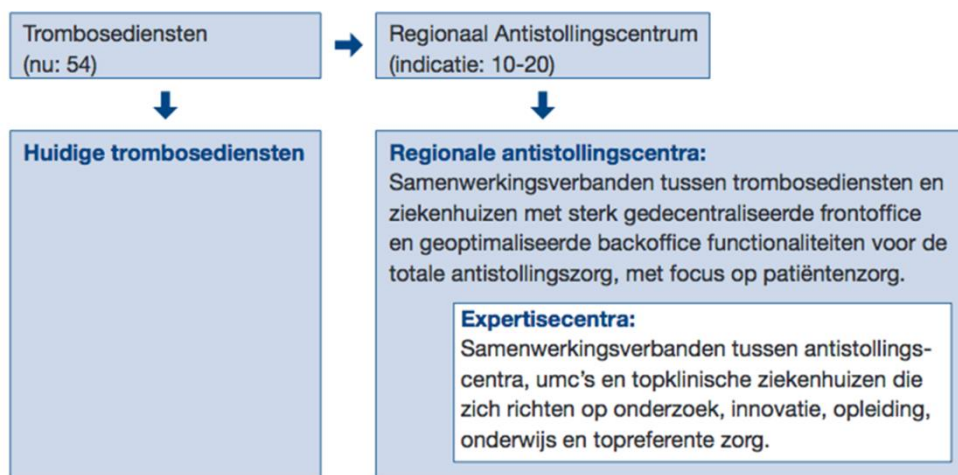 Trombosediensten
(nu: 54)
Regionaal Antistollingscentrum
(indicatie: 10-20)
Huidige trombosediensten
Regionale antistollingscentra:
Samenwerkingsverbanden tussen trombosediensten en
ziekenhuizen met sterk gedecentraliseerde frontoffice
en geoptimaliseerde backoffice functionaliteiten voor de
totale antistollingszorg, met focus op patiëntenzorg.
Expertisecentra:
Samenwerkingsverbanden tussen antistollings-
centra, umc's en topklinische ziekenhuizen die
zich richten op onderzoek, innovatie, opleiding,
onderwijs en topreferente zorg.